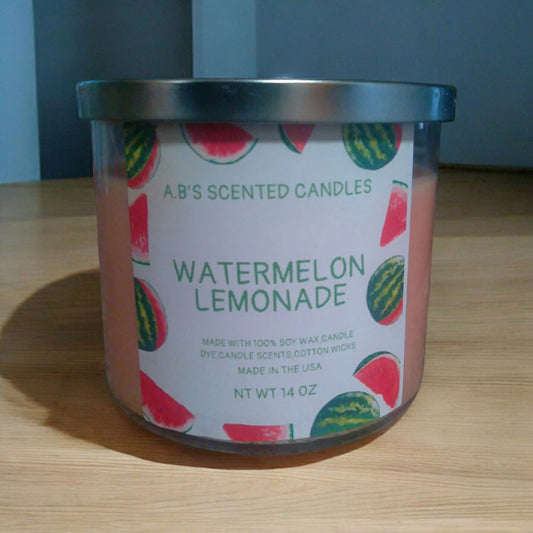 A.B'S SCENTED CANDLES
WATERMELON
LEMONADE
MADE WITH 100% SOY WAX,CANDLE
DYE,CANDLE SCENTS,COTTON WICKS
MADE IN THE USA
NT WT 14 OZ